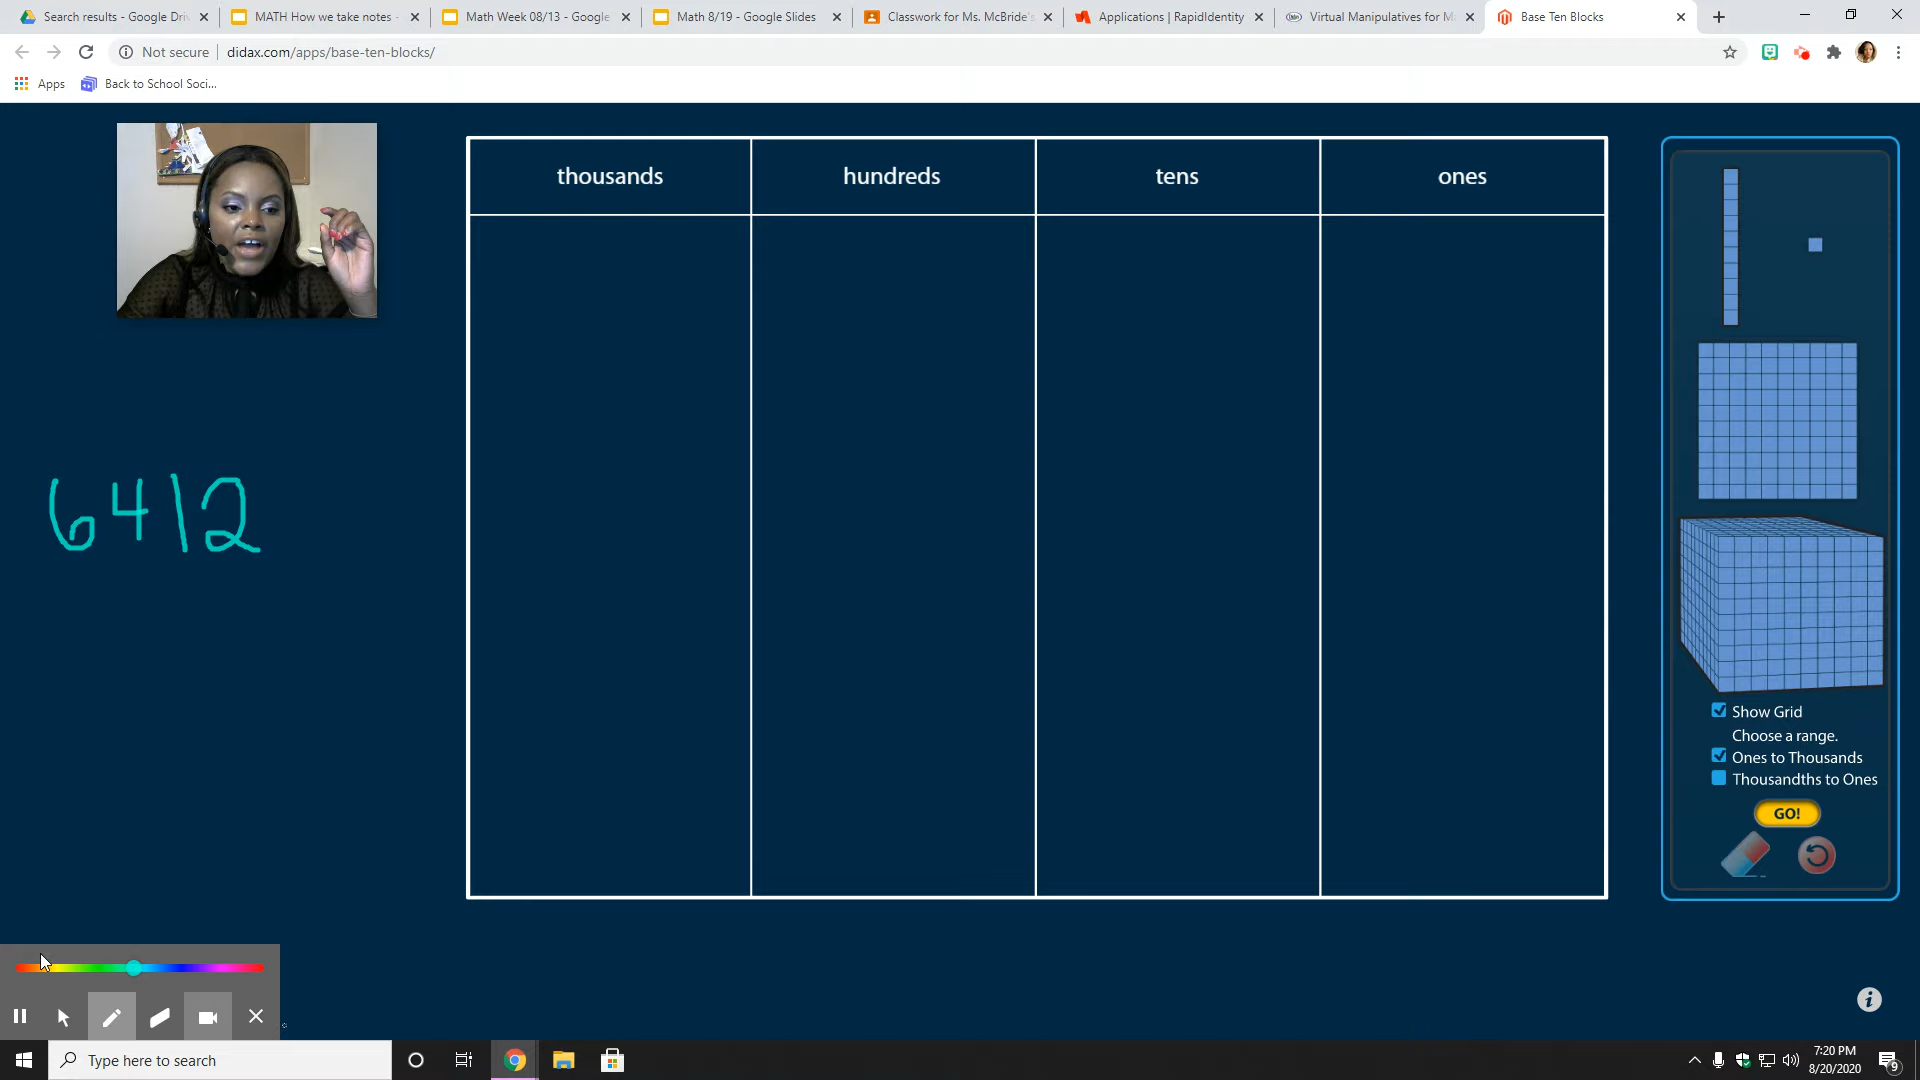 Search results - Google Dri
MATH How we take notes -
Math Week 08/13 - Google
Math 8/19 - Google Slides
Classwork for Ms. McBride's
Applications | RapidIdentity
Virtual Manipulatives for M
Base Ten Blocks
Not secure | didax.com/apps/base-ten-blocks/
Apps
Back to School Soci...
thousands
hundreds
tens
ones
6412
Show Grid
Choose a range.
Ones to Thousands
Thousandths to Ones
GO!
i
Type here to search
7:20 PM
8/20/2020
9